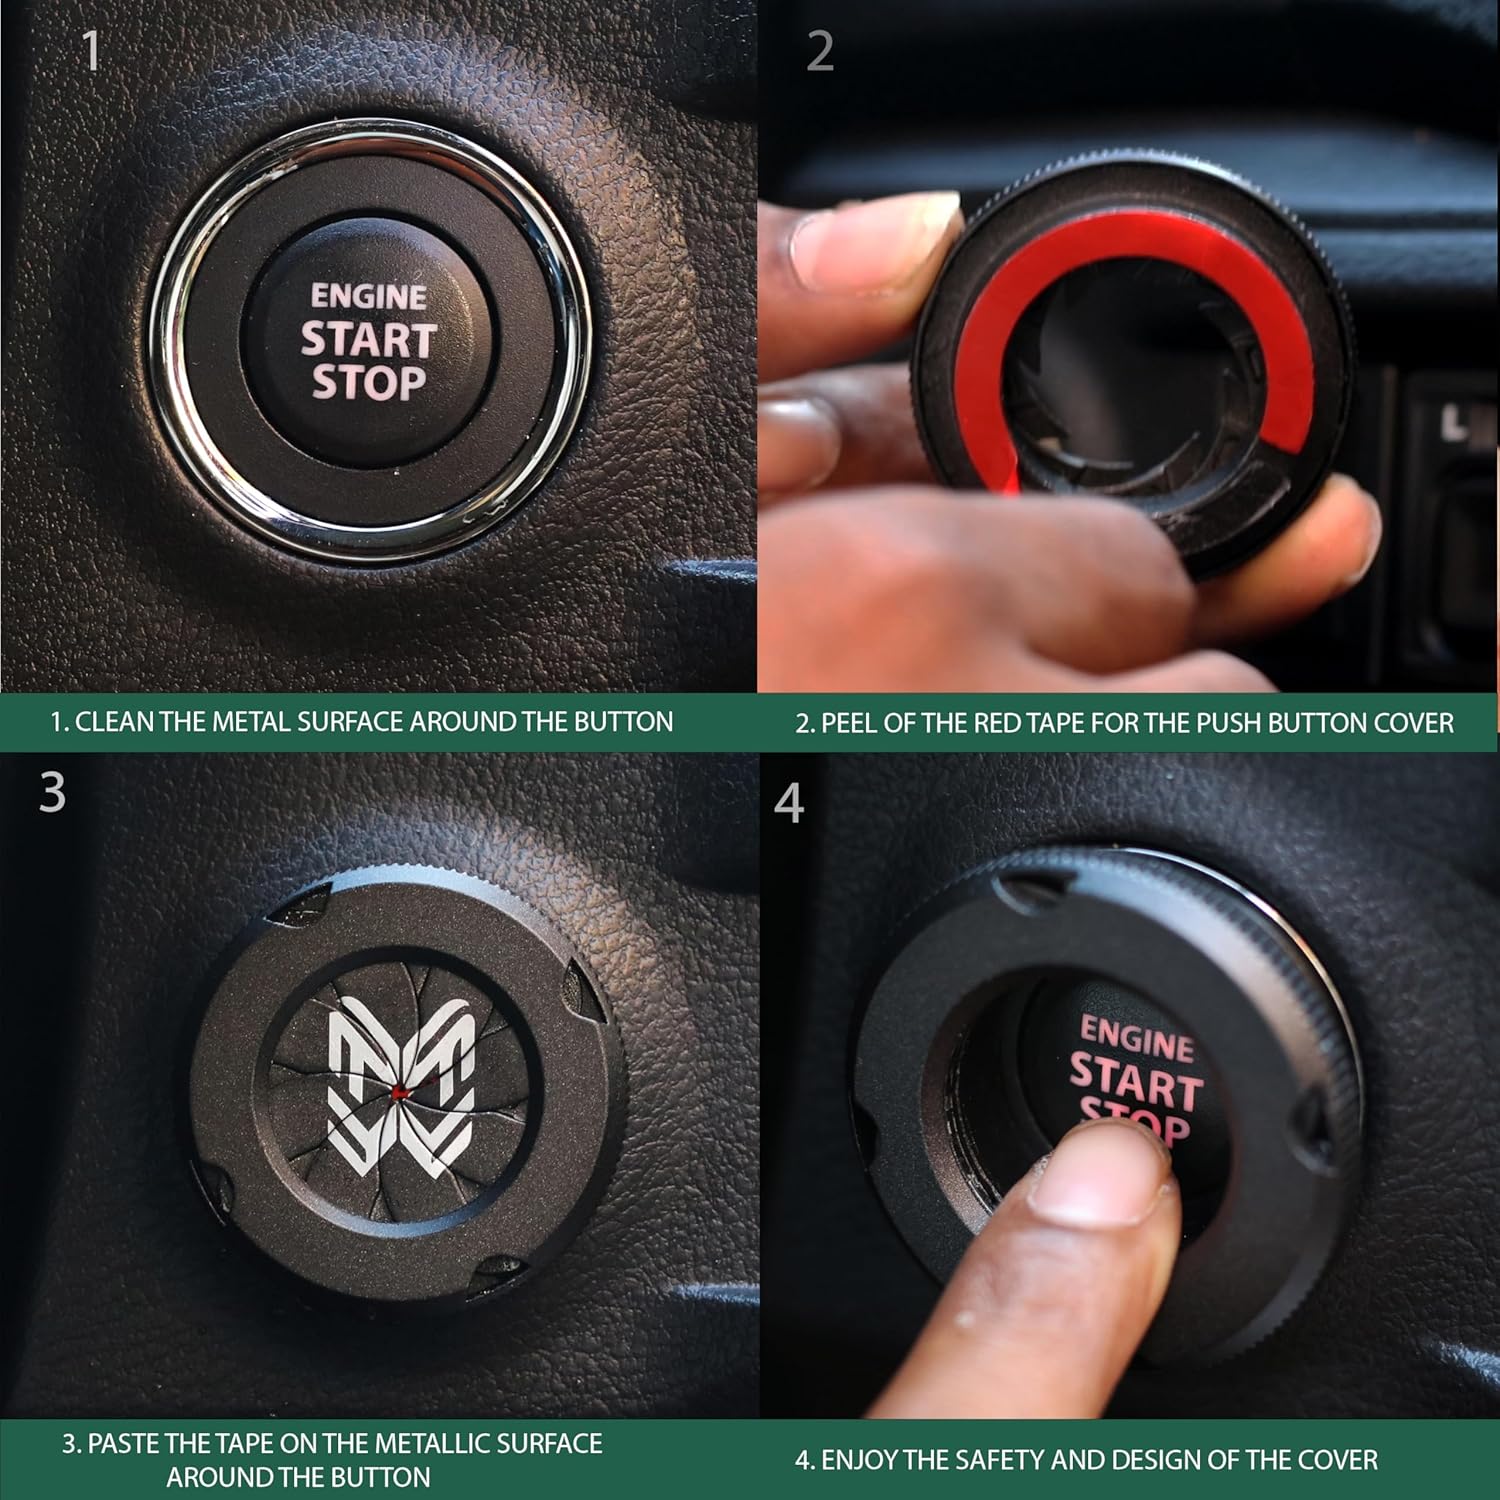 1
ENGINE
START
STOP
2
1. CLEAN THE METAL SURFACE AROUND THE BUTTON
2. PEEL OF THE RED TAPE FOR THE PUSH BUTTON COVER
3
4
ENGINE
START
STOP
3. PASTE THE TAPE ON THE METALLIC SURFACE
AROUND THE BUTTON
4. ENJOY THE SAFETY AND DESIGN OF THE COVER